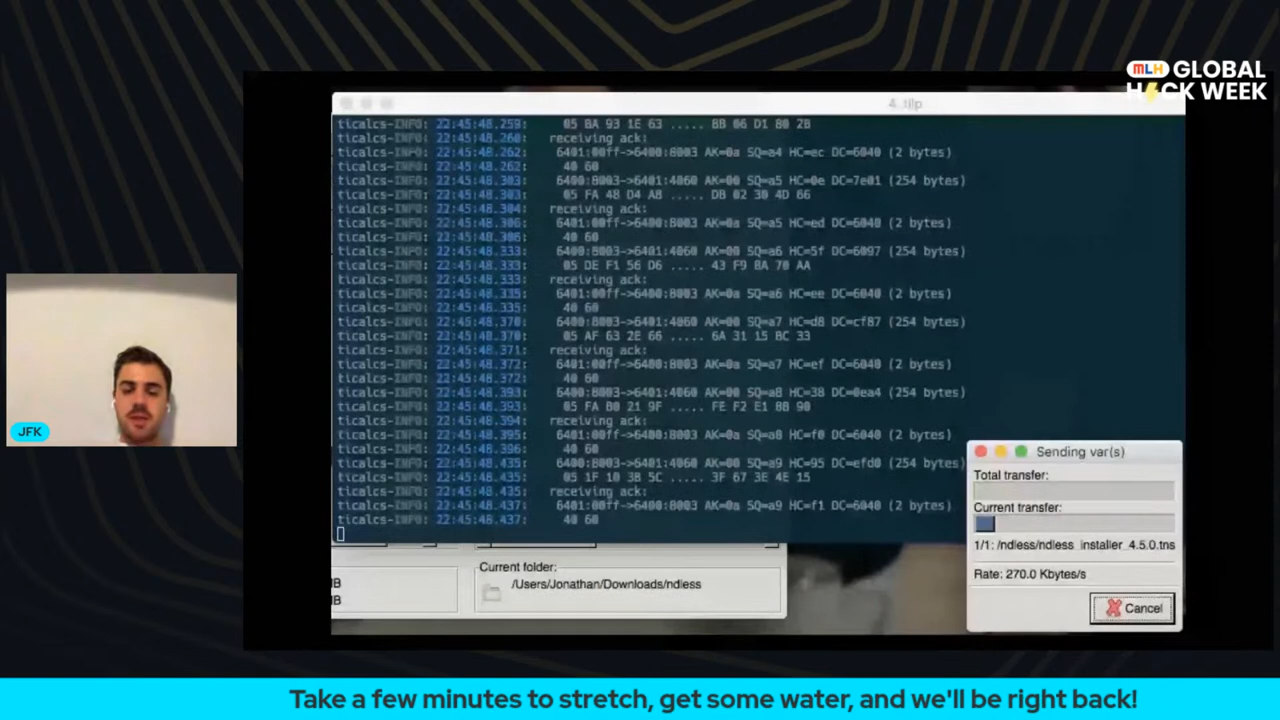 MLH GLOBAL
HACK WEEK
4. tilp
ticalcs-INFO: 22:45:48.259: 05 BA 93 1E 63 ..... 8B 06 D1 80 2B
ticalcs-INFO: 22:45:48.260: receiving ack:
ticalcs-INFO: 22:45:48.262: 6401:00ff->6400:8003 AK=0a SQ=a4 HC=ec DC=6040 (2 bytes)
ticalcs-INFO: 22:45:48.262: 40 60
ticalcs-INFO: 22:45:48.303: 6400:8003->6401:4060 AK=00 SQ=a5 HC=0e DC=7e01 (254 bytes)
ticalcs-INFO: 22:45:48.303: 05 FA 48 D4 A8 ..... DB 02 30 4D 66
ticalcs-INFO: 22:45:48.304: receiving ack:
ticalcs-INFO: 22:45:48.306: 6401:00ff->6400:8003 AK=0a SQ=a5 HC=ed DC=6040 (2 bytes)
ticalcs-INFO: 22:45:48.306: 40 60
ticalcs-INFO: 22:45:48.333: 6400:8003->6401:4060 AK=00 SQ=a6 HC=5f DC=6097 (254 bytes)
ticalcs-INFO: 22:45:48.333: 05 DE F1 56 D6 ..... 43 F9 BA 70 AA
ticalcs-INFO: 22:45:48.333: receiving ack:
ticalcs-INFO: 22:45:48.335: 6401:00ff->6400:8003 AK=0a SQ=a6 HC=ee DC=6040 (2 bytes)
ticalcs-INFO: 22:45:48.335: 40 60
ticalcs-INFO: 22:45:48.370: 6400:8003->6401:4060 AK=00 SQ=a7 HC=d8 DC=cf87 (254 bytes)
ticalcs-INFO: 22:45:48.370: 05 AF 63 2E 66 ..... 6A 31 15 BC 33
ticalcs-INFO: 22:45:48.371: receiving ack:
ticalcs-INFO: 22:45:48.372: 6401:00ff->6400:8003 AK=0a SQ=a7 HC=ef DC=6040 (2 bytes)
ticalcs-INFO: 22:45:48.372: 40 60
ticalcs-INFO: 22:45:48.393: 6400:8003->6401:4060 AK=00 SQ=a8 HC=38 DC=0ea4 (254 bytes)
ticalcs-INFO: 22:45:48.393: 05 FA B0 21 9F ..... FE F2 E1 8B 90
ticalcs-INFO: 22:45:48.394: receiving ack:
ticalcs-INFO: 22:45:48.395: 6401:00ff->6400:8003 AK=0a SQ=a8 HC=f0 DC=6040 (2 bytes)
ticalcs-INFO: 22:45:48.396: 40 60
ticalcs-INFO: 22:45:48.435: 6400:8003->6401:4060 AK=00 SQ=a9 HC=95 DC=efd0 (254 bytes)
ticalcs-INFO: 22:45:48.435: 05 1F 10 38 5C ..... 3F 67 3E 4E 15
ticalcs-INFO: 22:45:48.435: receiving ack:
ticalcs-INFO: 22:45:48.437: 6401:00ff->6400:8003 AK=0a SQ=a9 HC=f1 DC=6040 (2 bytes)
ticalcs-INFO: 22:45:48.437: 40 60
Sending var(s)
Total transfer:
Current transfer:
1/1: /ndless/ndless_installer_4.5.0.tns
Rate: 270.0 Kbytes/s
Cancel
Current folder:
/Users/Jonathan/Downloads/ndless
JFK
Take a few minutes to stretch, get some water, and we'll be right back!